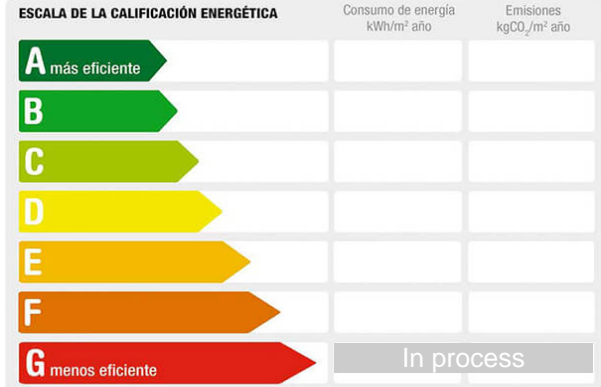 ESCALA DE LA CALIFICACIÓN ENERGÉTICA
Consumo de energía
kWh/m² año
Emisiones
kgCO₂/m² año
A más eficiente
B
C
D
E
F
G menos eficiente
In process